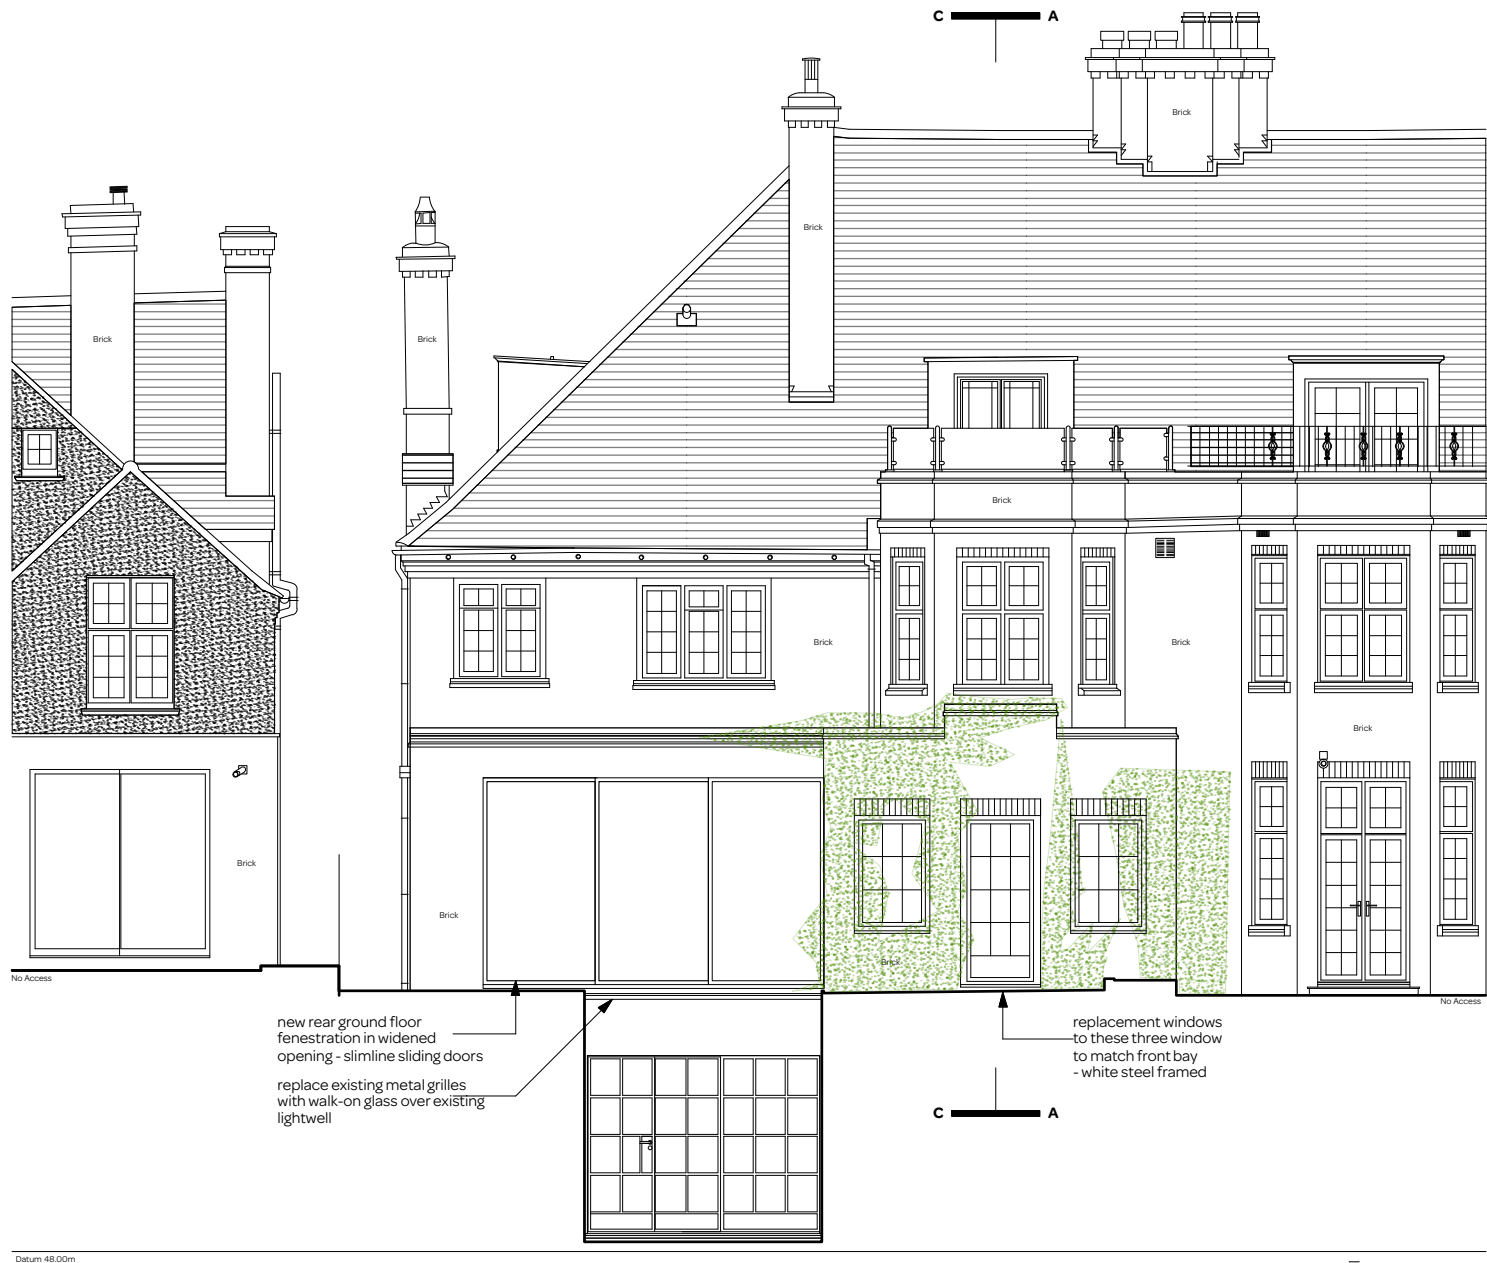 C A
Brick
Brick
Brick
Brick
Brick
Brick
Brick
Brick
Brick
Brick
Brick
No Access
No Access
new rear ground floor
fenestration in widened
opening - slimline sliding doors
replace existing metal grilles
with walk-on glass over existing
lightwell
replacement windows
to these three window
to match front bay
- white steel framed
C A
Datum 48.00m